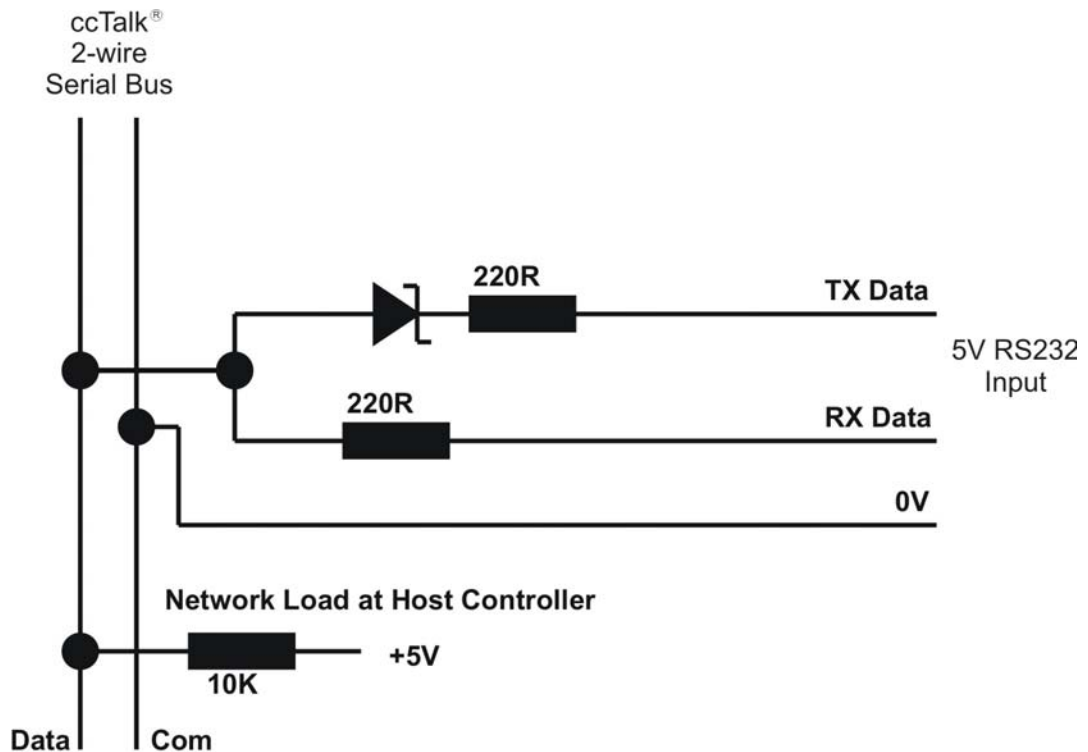 ccTalk®
2-wire
Serial Bus
220R
TX Data
5V RS232
Input
220R
RX Data
0V
Network Load at Host Controller
+5V
10K
Data
Com